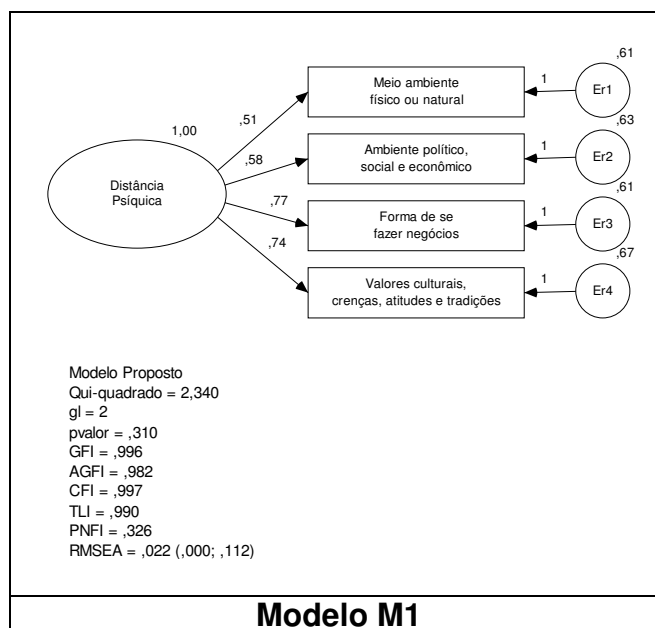 ,61
Meio ambiente
físico ou natural
1
Er1
,51
1,00
,63
,58
Ambiente político,
social e econômico
1
Er2
Distância
Psíquica
,61
,77
Forma de se
fazer negócios
1
Er3
,74
,67
Valores culturais,
crenças, atitudes e tradições
1
Er4
Modelo Proposto
Qui-quadrado = 2,340
gl = 2
pvalor = ,310
GFI = ,996
AGFI = ,982
CFI = ,997
TLI = ,990
PNFI = ,326
RMSEA = ,022 (,000; ,112)
Modelo M1